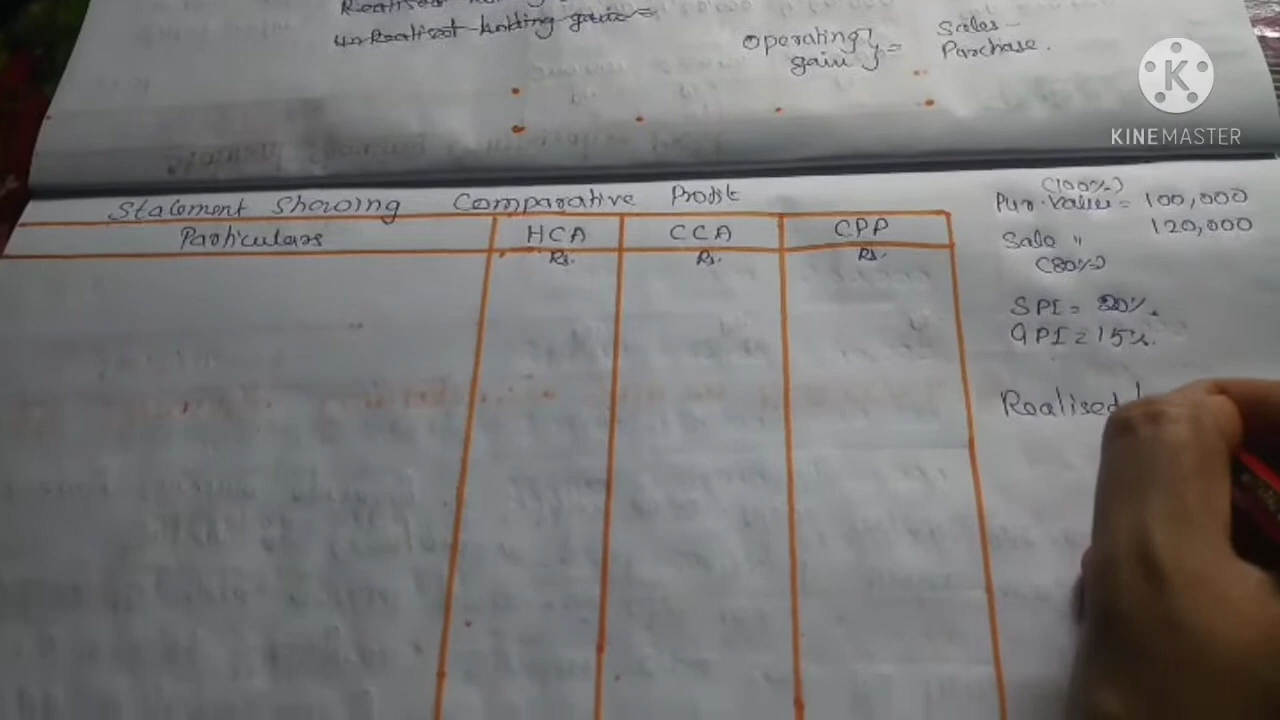 Realised
Unrealised holding gain =
Operating } = Sales -
gain } Purchase.
KINEMASTER
Statement Showing Comparative Profit
Particulars HCA CCA CPP
Rs. Rs. Rs.
(100%)
Pur. Value = 100,000
Sale " 120,000
(80%)
SPI = 20%.
GPI = 15%.
Realised